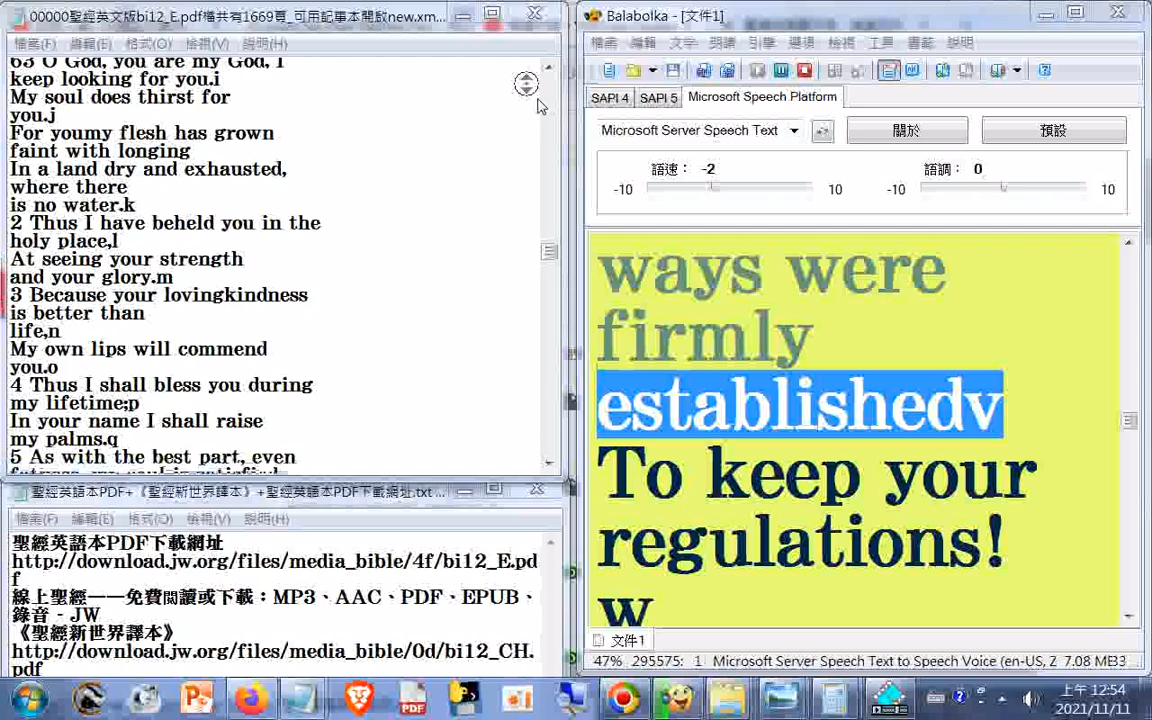 00000聖經英文版bi12_E.pdf檔共有1669頁_可用記事本開啟new.xm...
檔案(F) 編輯(E) 格式(O) 檢視(V) 說明(H)
63 O God, you are my God, I
keep looking for you.i
My soul does thirst for
you.j
For youmy flesh has grown
faint with longing
In a land dry and exhausted,
where there
is no water.k
2 Thus I have beheld you in the
holy place,l
At seeing your strength
and your glory.m
3 Because your lovingkindness
is better than
life,n
My own lips will commend
you.o
4 Thus I shall bless you during
my lifetime;p
In your name I shall raise
my palms.q
5 As with the best part, even
聖經英語本PDF+《聖經新世界譯本》+聖經英語本PDF下載網址.txt ...
檔案(F) 編輯(E) 格式(O) 檢視(V) 說明(H)
聖經英語本PDF下載網址
http://download.jw.org/files/media_bible/4f/bi12_E.pd
f
線上聖經——免費閱讀或下載：MP3、AAC、PDF、EPUB、
錄音 - JW
《聖經新世界譯本》
http://download.jw.org/files/media_bible/0d/bi12_CH.
pdf
Balabolka - [文件1]
檔案 編輯 文字 朗讀 引擎 選項 檢視 工具 書籤 說明
SAPI 4 SAPI 5 Microsoft Speech Platform
Microsoft Server Speech Text 關於 預設
語速： -2 語調： 0
-10 10 -10 10
ways were
firmly
establishedv
To keep your
regulations!
w
文件1
47% 295575: 1 Microsoft Server Speech Text to Speech Voice (en-US, Z 7.08 MB
上午 12:54
2021/11/11